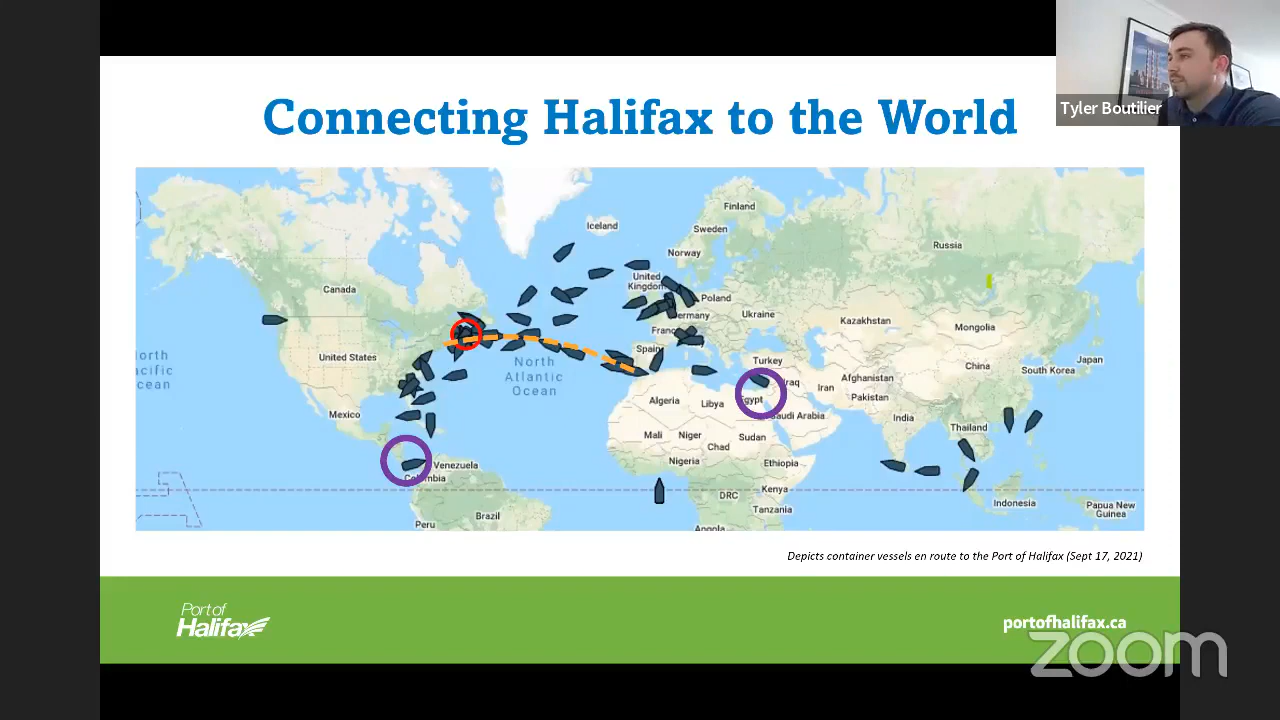 Tyler Boutilier
Connecting Halifax to the World
Iceland
Finland
Sweden
Norway
Russia
United
Kingdom
Canada
Poland
Germany
Ukraine
Kazakhstan
Mongolia
France
United States
Spain
North
Atlantic
Ocean
orth
acific
cean
Turkey
China
Japan
South Korea
Iraq
Iran
Afghanistan
Pakistan
Algeria
Libya
Egypt
Saudi Arabia
India
Mexico
Mali
Niger
Chad
Sudan
Thailand
Venezuela
Nigeria
Ethiopia
Colombia
DRC
Kenya
Indonesia
Papua New
Guinea
Tanzania
Brazil
Peru
Angola
Depicts container vessels en route to the Port of Halifax (Sept 17, 2021)
Port of
Halifax
portofhalifax.ca
zoom